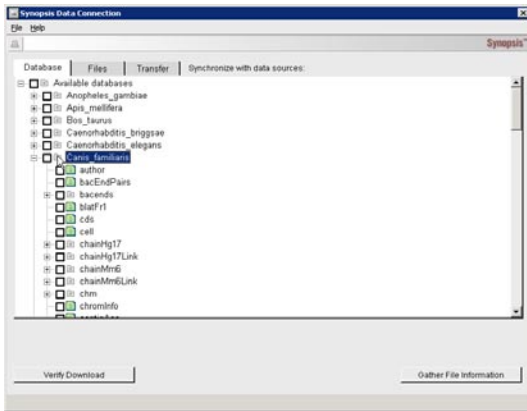 Synopsis Data Connection
File Help
Synopsis™
Database Files Transfer Synchronize with data sources:
Available databases
Anopheles_gambiae
Apis_mellifera
Bos_taurus
Caenorhabditis_briggsae
Caenorhabditis_elegans
Canis_familiaris
author
bacEndPairs
bacends
blatFr1
cds
cell
chainHg17
chainHg17Link
chainMm6
chainMm6Link
chm
chromInfo
Verify Download Gather File Information